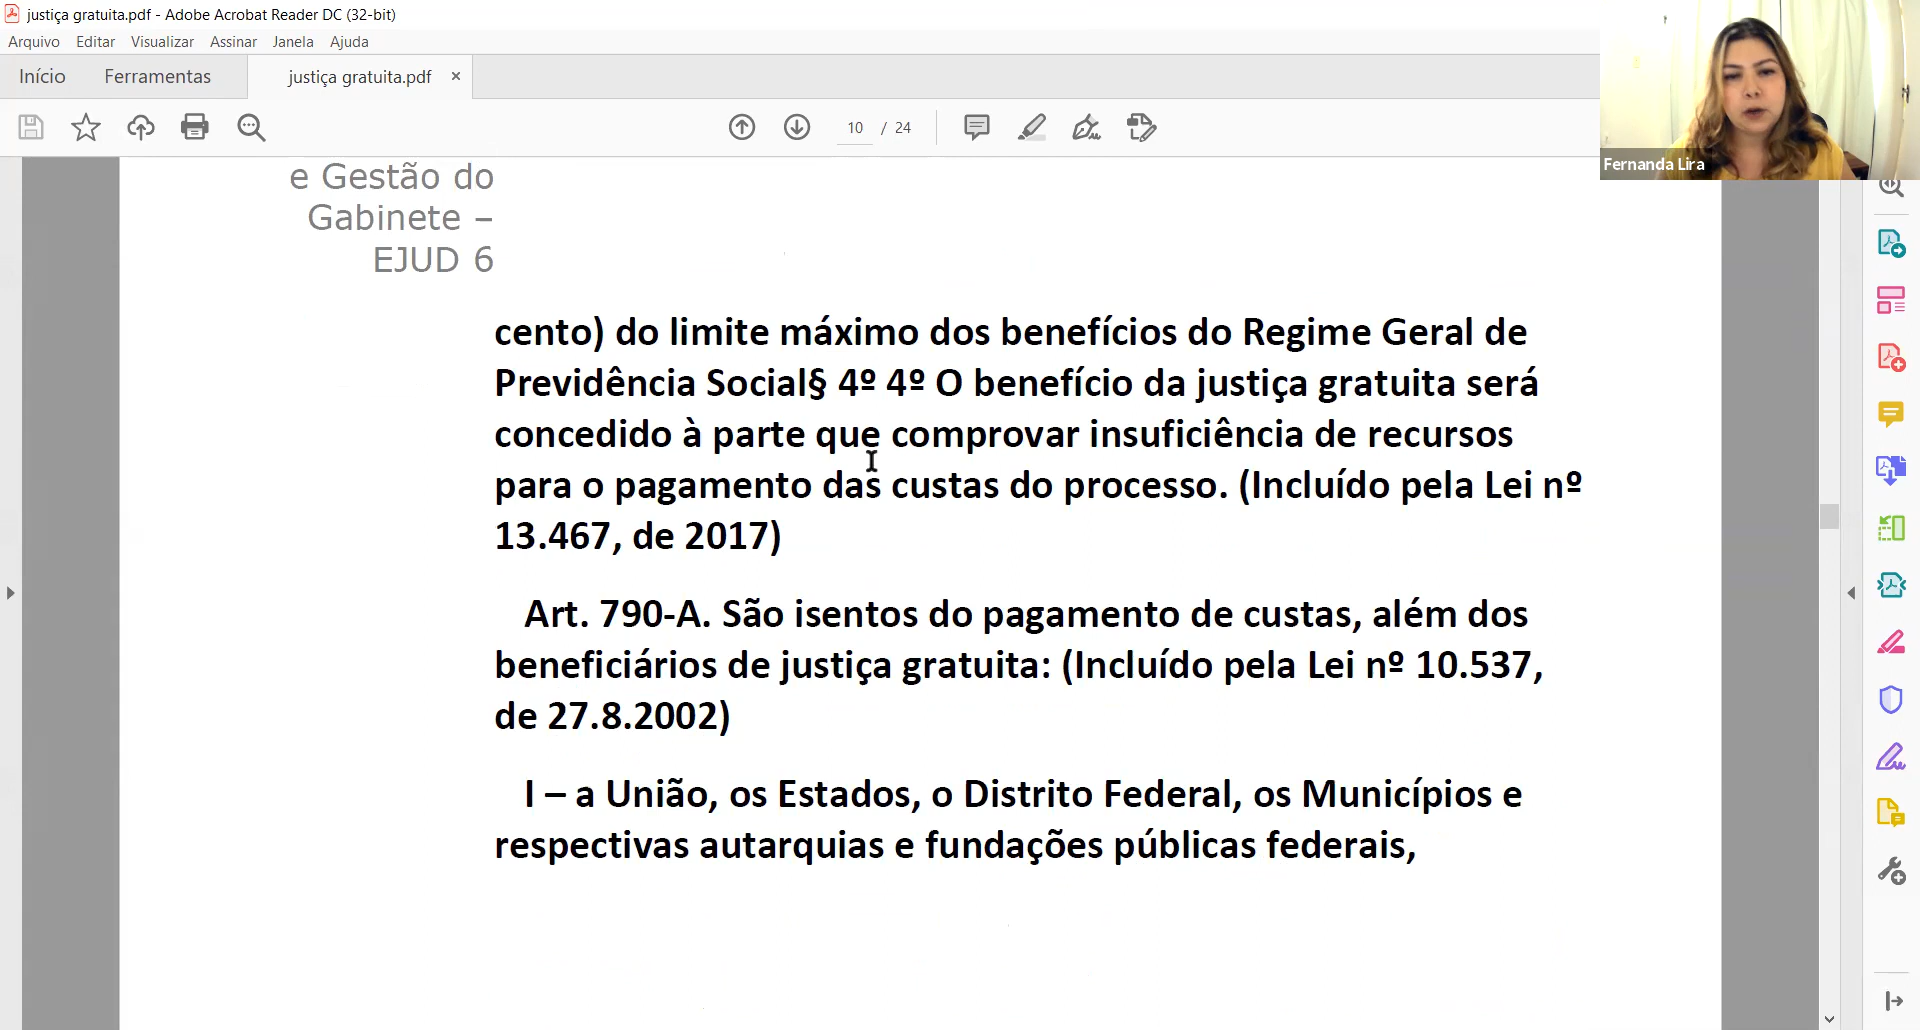 justiça gratuita.pdf - Adobe Acrobat Reader DC (32-bit)
Arquivo Editar Visualizar Assinar Janela Ajuda
Início Ferramentas justiça gratuita.pdf ×
10 / 24
Fernanda Lira
e Gestão do
Gabinete –
EJUD 6
cento) do limite máximo dos benefícios do Regime Geral de
Previdência Social§ 4º 4º O benefício da justiça gratuita será
concedido à parte que comprovar insuficiência de recursos
para o pagamento das custas do processo. (Incluído pela Lei nº
13.467, de 2017)
Art. 790-A. São isentos do pagamento de custas, além dos
beneficiários de justiça gratuita: (Incluído pela Lei nº 10.537,
de 27.8.2002)
I – a União, os Estados, o Distrito Federal, os Municípios e
respectivas autarquias e fundações públicas federais,